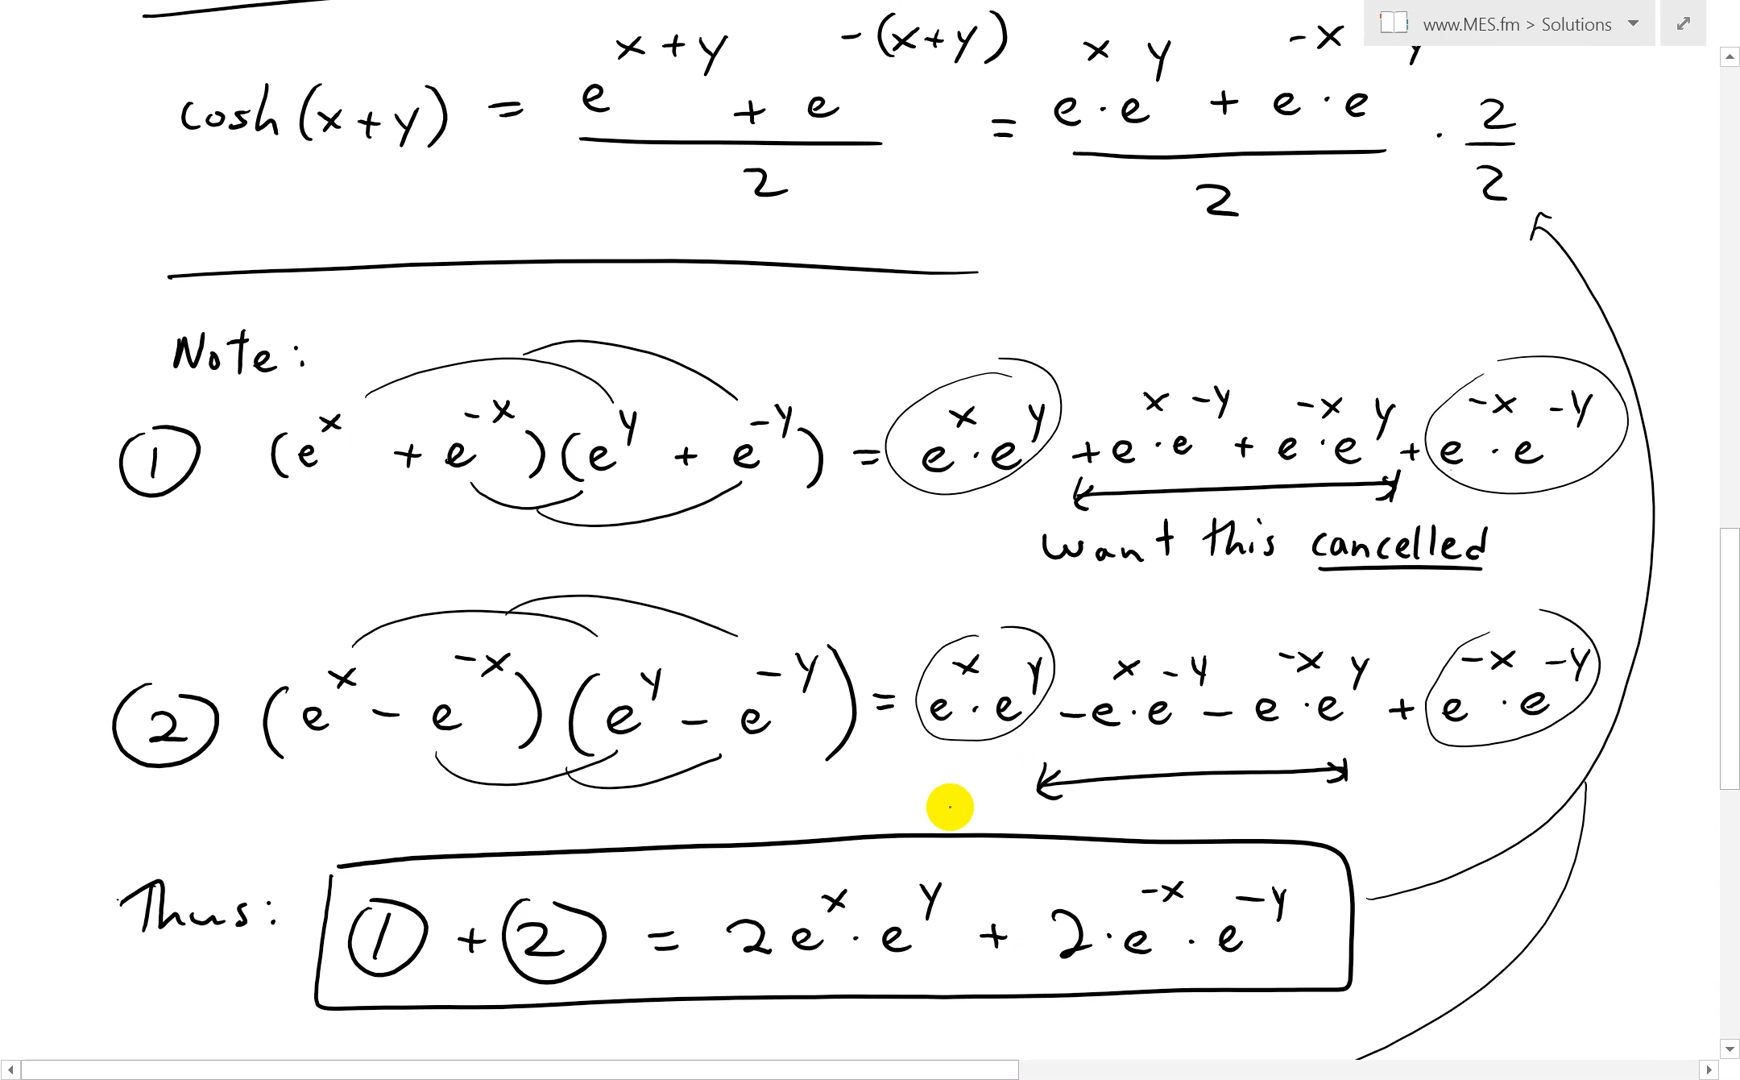 www.MES.fm > Solutions
cosh(x+y) = (e^(x+y) + e^(-(x+y)))/2 = (e^x · e^y + e^(-x) · e^(-y))/2 · 2/2
Note:
① (e^x + e^(-x))(e^y + e^(-y)) = e^x · e^y + e^x · e^(-y) + e^(-x) · e^y + e^(-x) · e^(-y)
want this cancelled
② (e^x - e^(-x))(e^y - e^(-y)) = e^x · e^y - e^x · e^(-y) - e^(-x) · e^y + e^(-x) · e^(-y)
Thus: ① + ② = 2e^x · e^y + 2 · e^(-x) · e^(-y)